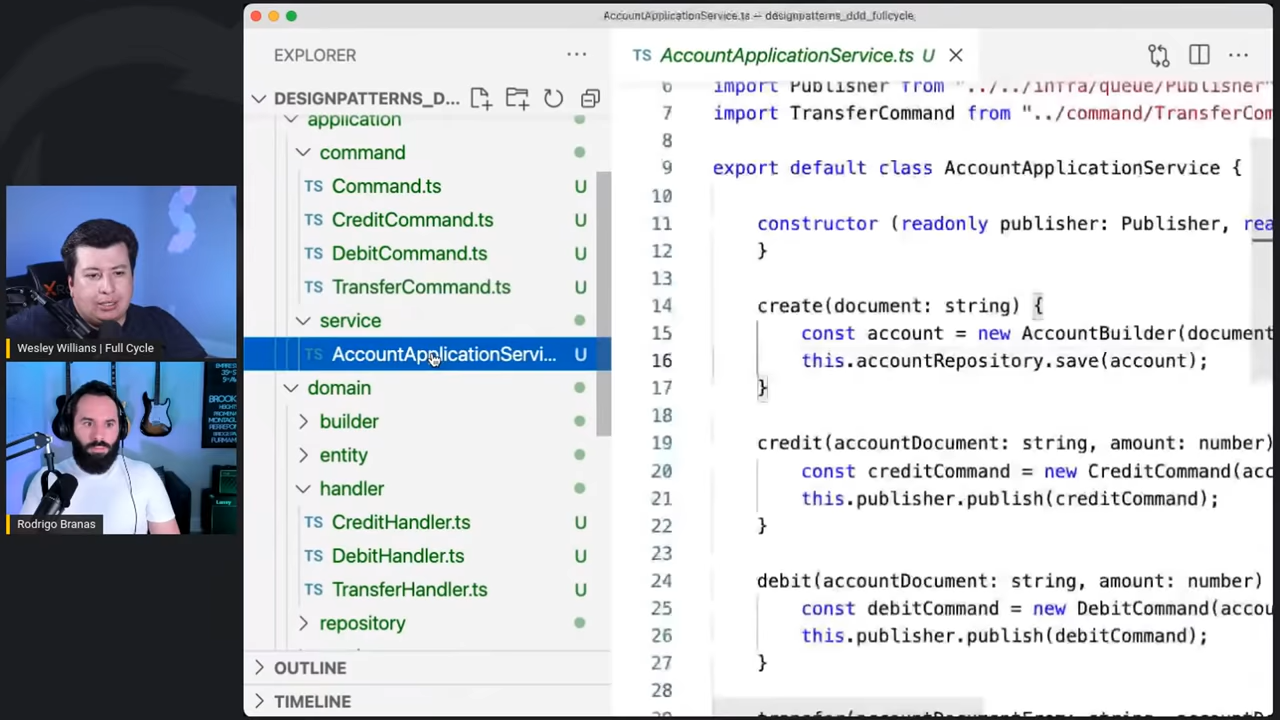 AccountApplicationService.ts — designpatterns_ddd_fullcycle
EXPLORER
DESIGNPATTERNS_D...
application
command
TS Command.ts U
TS CreditCommand.ts U
TS DebitCommand.ts U
TS TransferCommand.ts U
service
TS AccountApplicationServi... U
domain
builder
entity
handler
TS CreditHandler.ts U
TS DebitHandler.ts U
TS TransferHandler.ts U
repository
OUTLINE
TIMELINE
TS AccountApplicationService.ts U
6 import Publisher from "../../infra/queue/Publisher"
7 import TransferCommand from "../command/TransferCom
8
9 export default class AccountApplicationService {
10
11 constructor (readonly publisher: Publisher, rea
12 }
13
14 create(document: string) {
15 const account = new AccountBuilder(document
16 this.accountRepository.save(account);
17 }
18
19 credit(accountDocument: string, amount: number)
20 const creditCommand = new CreditCommand(acc
21 this.publisher.publish(creditCommand);
22 }
23
24 debit(accountDocument: string, amount: number)
25 const debitCommand = new DebitCommand(accou
26 this.publisher.publish(debitCommand);
27 }
28
Wesley Willians | Full Cycle
Rodrigo Branas
BROOK